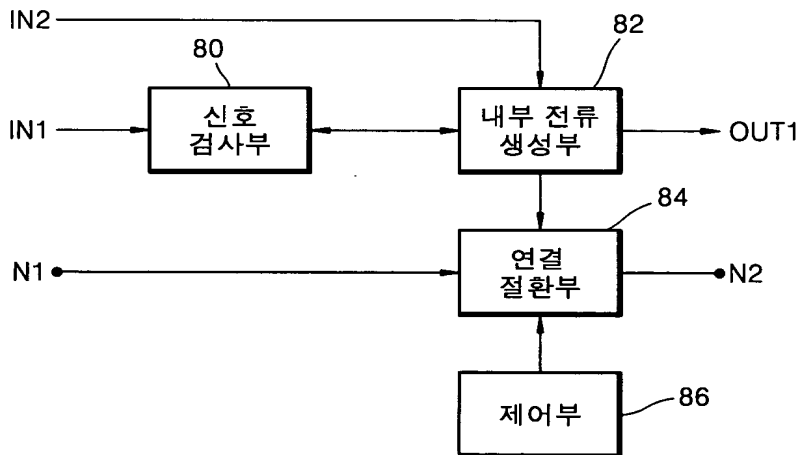 IN2
82
80
IN1
신호
검사부
내부 전류
생성부
OUT1
84
N1
연결
절환부
N2
제어부
86